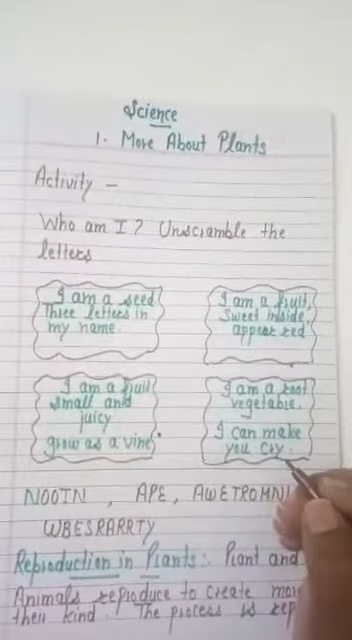 Science
1. More About Plants
Activity -
Who am I? Unscramble the
letters
I am a seed
Three letters in
my name.
I am a fruit,
Sweet inside,
appear red
I am a fruit
small and
juicy
grow as a vine.
I am a root
vegetable.
I can make
you cry.
NOOTN, APE, AWETROMNL
WBESRARRTY
Reproduction in Plants:- Plant and
Animals reproduce to create
their kind. The process is